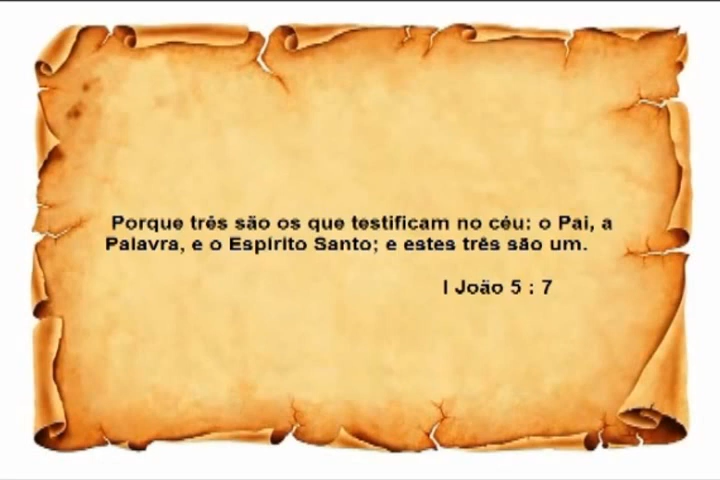 Porque três são os que testificam no céu: o Pai, a
Palavra, e o Espírito Santo; e estes três são um.
I João 5 : 7